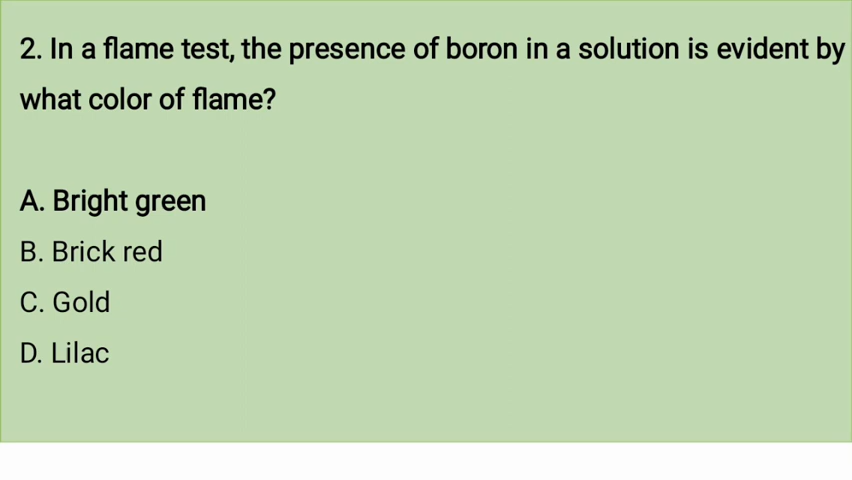 2. In a flame test, the presence of boron in a solution is evident by
what color of flame?
A. Bright green
B. Brick red
C. Gold
D. Lilac